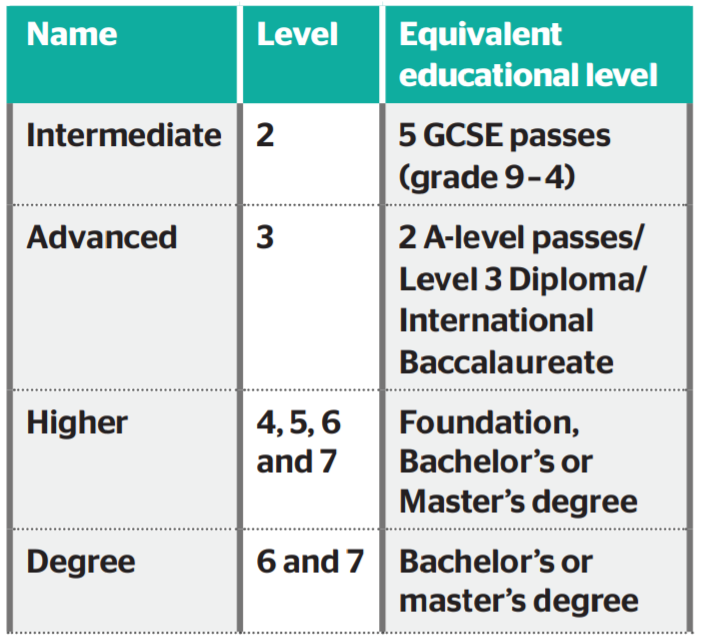 Name Level Equivalent
educational level
Intermediate 2 5 GCSE passes
(grade 9–4)
Advanced 3 2 A-level passes/
Level 3 Diploma/
International
Baccalaureate
Higher 4, 5, 6 Foundation,
and 7 Bachelor’s or
Master’s degree
Degree 6 and 7 Bachelor’s or
master’s degree